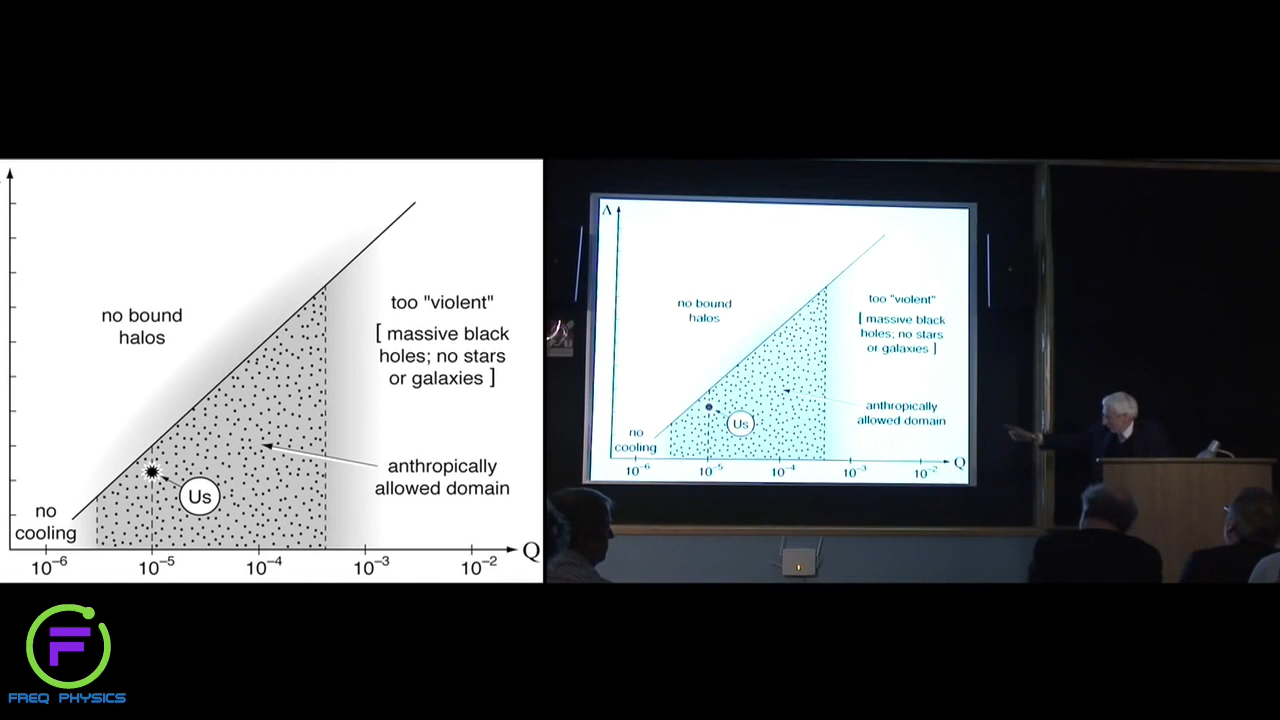 no bound
halos
too "violent"
[ massive black
holes; no stars
or galaxies ]
anthropically
allowed domain
Us
no
cooling
10⁻⁶
10⁻⁵
10⁻⁴
10⁻³
10⁻²
Q
Λ
no bound
halos
too "violent"
[ massive black
holes; no stars
or galaxies ]
anthropically
allowed domain
Us
no
cooling
10⁻⁶
10⁻⁵
10⁻⁴
10⁻³
10⁻²
Q
F
FREQ PHYSICS